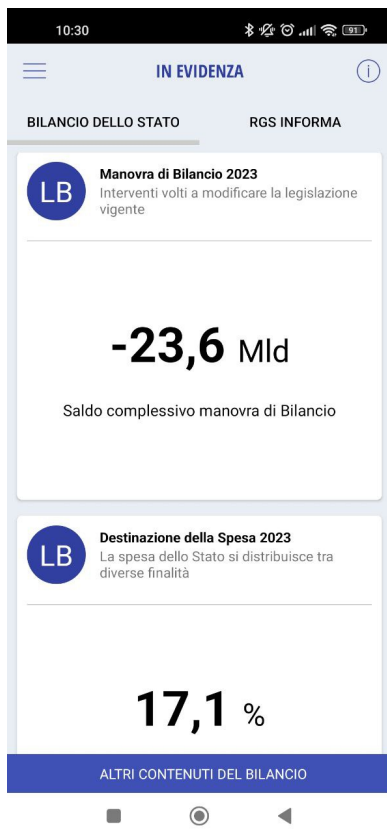 10:30
91
IN EVIDENZA
BILANCIO DELLO STATO
RGS INFORMA
LB
Manovra di Bilancio 2023
Interventi volti a modificare la legislazione
vigente
-23,6 Mld
Saldo complessivo manovra di Bilancio
LB
Destinazione della Spesa 2023
La spesa dello Stato si distribuisce tra
diverse finalità
17,1 %
ALTRI CONTENUTI DEL BILANCIO